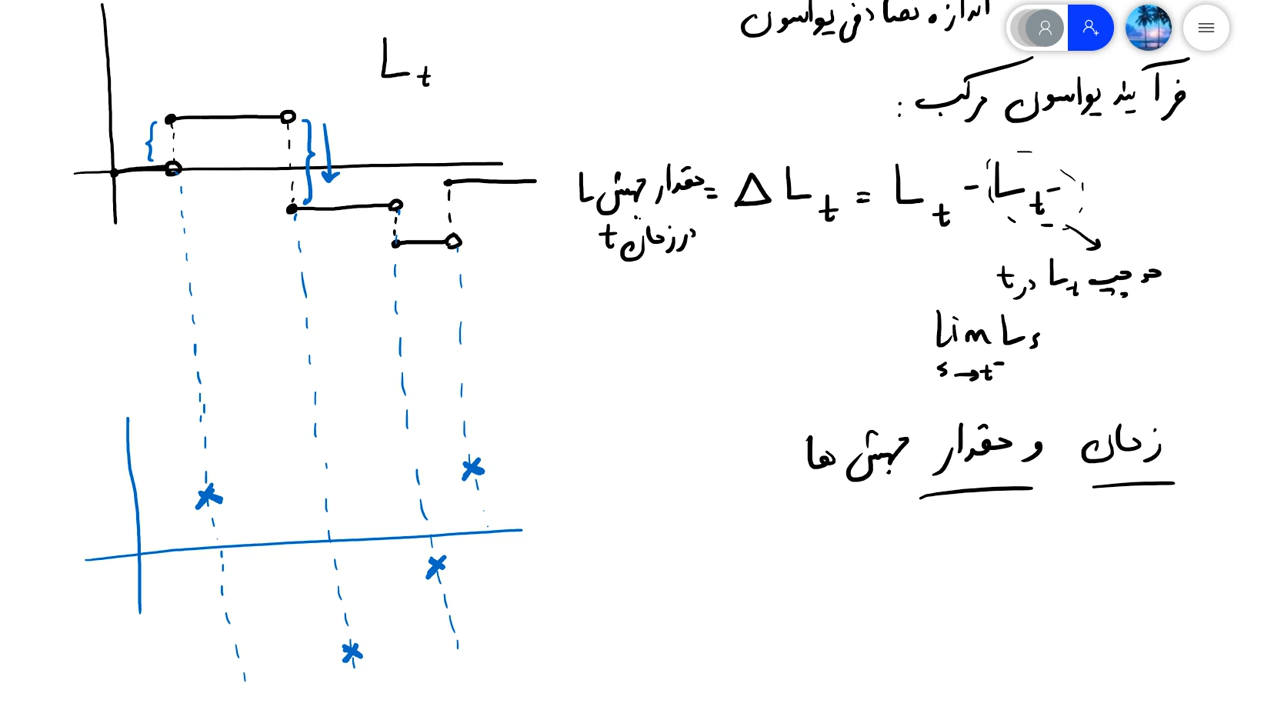 اندازه تصادفی پواسون
فرآیند پواسون مرکب :
L_t
مقدار جهش L در زمان t = ΔL_t = L_t - L_{t-}
حد چپ L_t در t
lim L_s
s→t⁻
زمان و مقدار جهش ها